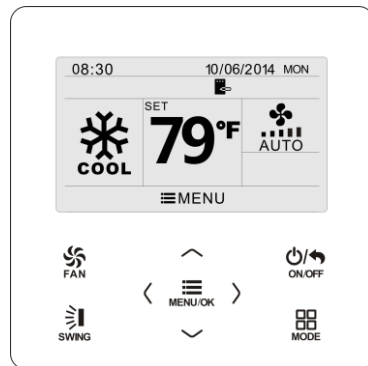 08:30 10/06/2014 MON
SET
79°F
COOL
AUTO
MENU
FAN
ON/OFF
MENU/OK
SWING
MODE